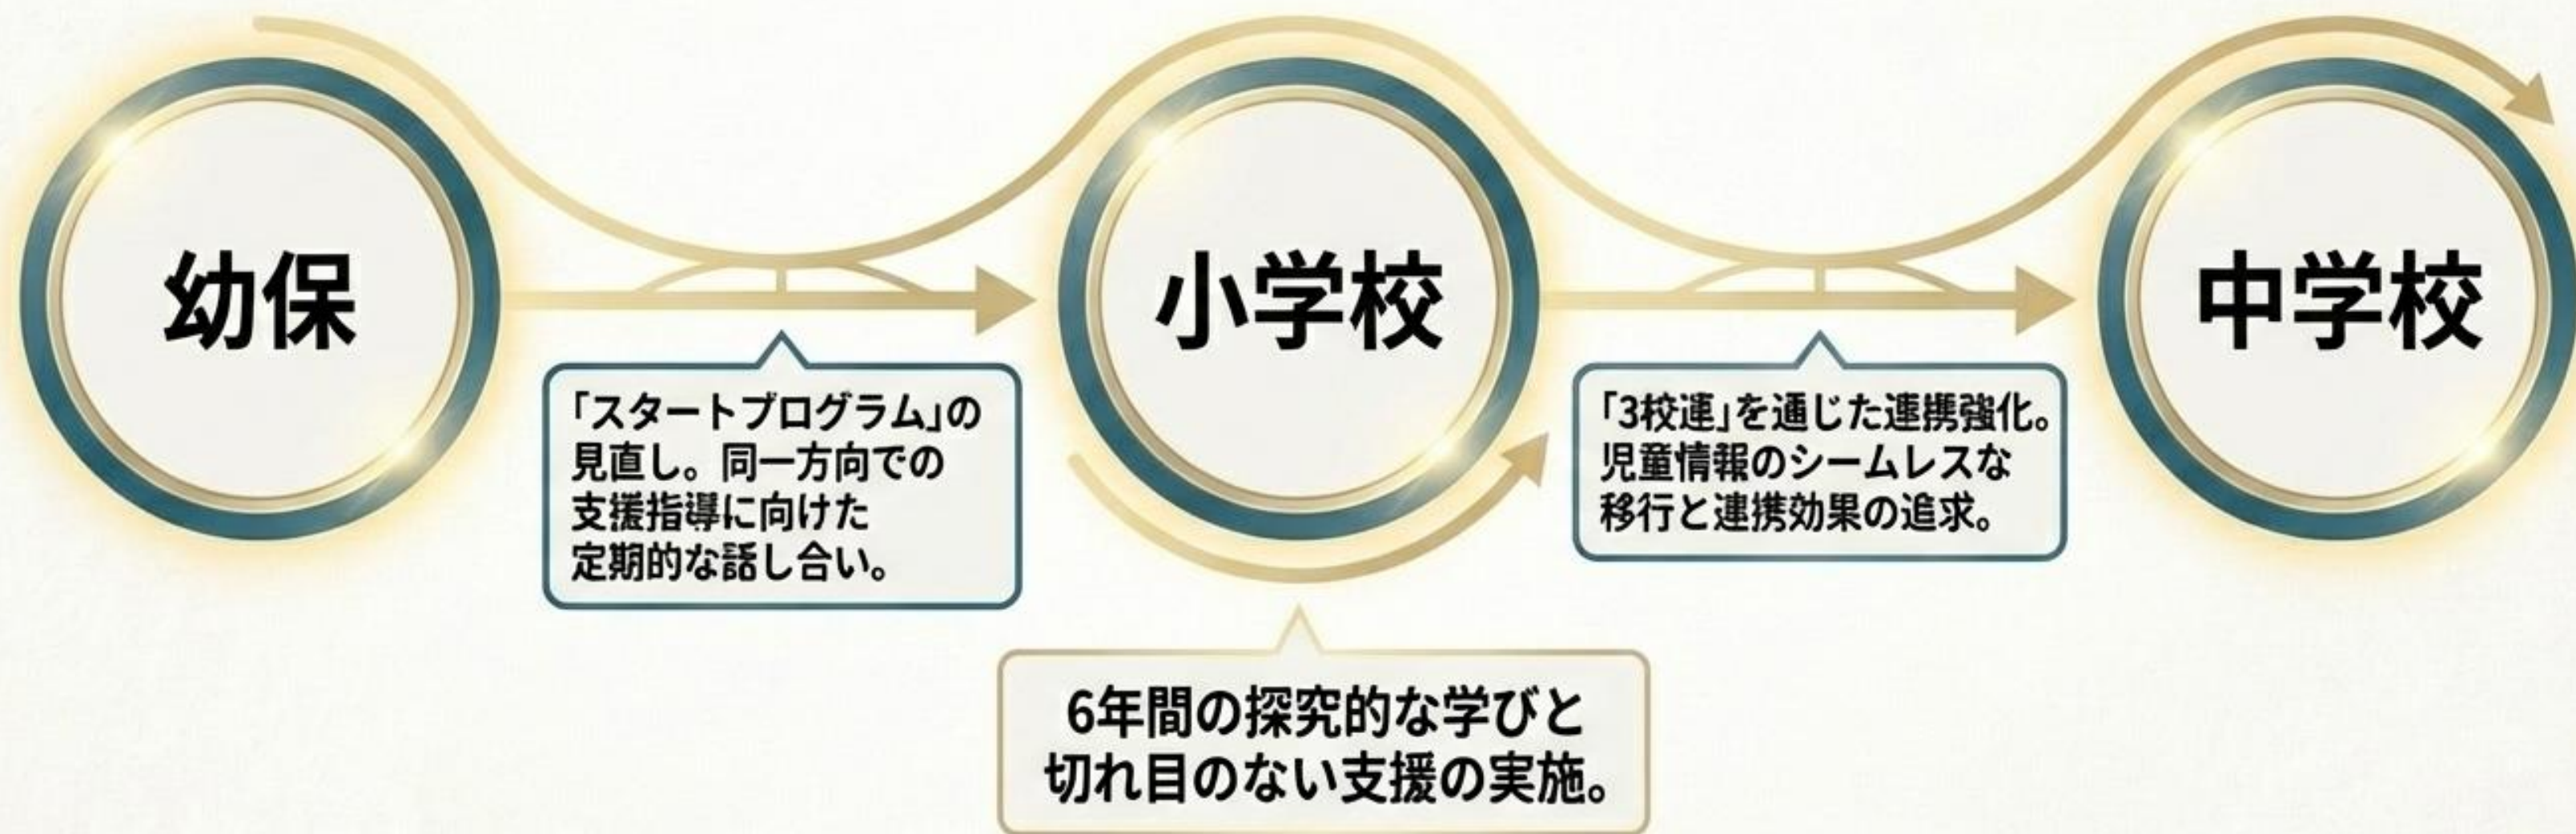 幼保
「スタートプログラム」の
見直し。同一方向での
支援指導に向けた
定期的な話し合い。
小学校
6年間の探究的な学びと
切れ目のない支援の実施。
「3校連」を通じた連携強化。
児童情報のシームレスな
移行と連携効果の追求。
中学校